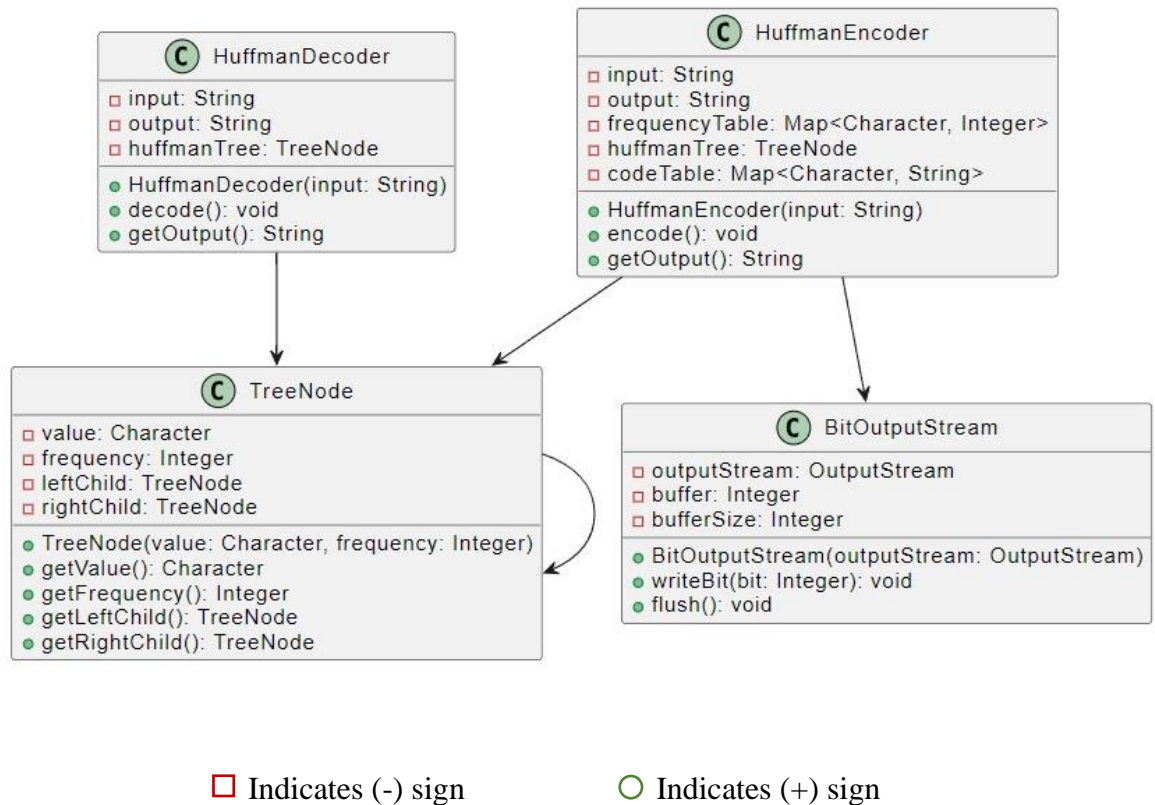 C HuffmanDecoder
input: String
output: String
huffmanTree: TreeNode
HuffmanDecoder(input: String)
decode(): void
getOutput(): String
C HuffmanEncoder
input: String
output: String
frequencyTable: Map<Character, Integer>
huffmanTree: TreeNode
codeTable: Map<Character, String>
HuffmanEncoder(input: String)
encode(): void
getOutput(): String
C TreeNode
value: Character
frequency: Integer
leftChild: TreeNode
rightChild: TreeNode
TreeNode(value: Character, frequency: Integer)
getValue(): Character
getFrequency(): Integer
getLeftChild(): TreeNode
getRightChild(): TreeNode
C BitOutputStream
outputStream: OutputStream
buffer: Integer
bufferSize: Integer
BitOutputStream(outputStream: OutputStream)
writeBit(bit: Integer): void
flush(): void
Indicates (-) sign
Indicates (+) sign